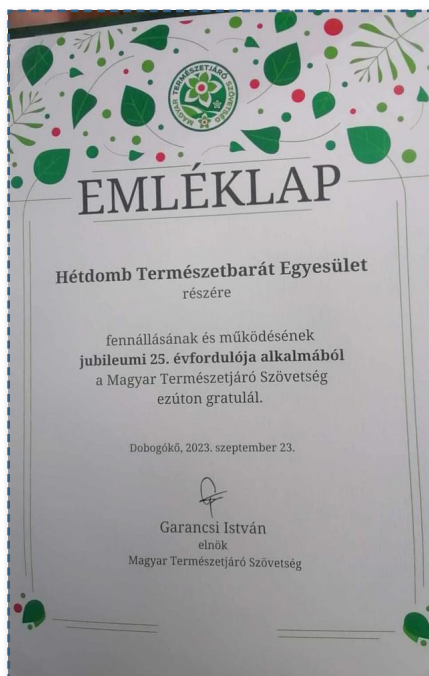 MAGYAR TERMÉSZETJÁRÓ SZÖVETSÉG
EMLÉKLAP
Hétdomb Természetbarát Egyesület
részére
fennállásának és működésének
jubileumi 25. évfordulója alkalmából
a Magyar Természetjáró Szövetség
ezúton gratulál.
Dobogókő, 2023. szeptember 23.
Garancsi István
elnök
Magyar Természetjáró Szövetség